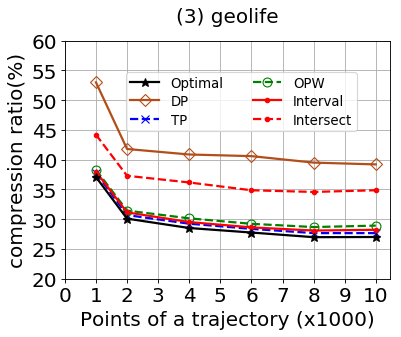 (3) geolife
compression ratio(%)
60
55
50
45
40
35
30
25
20
Optimal
DP
TP
OPW
Interval
Intersect
0 1 2 3 4 5 6 7 8 9 10
Points of a trajectory (x1000)